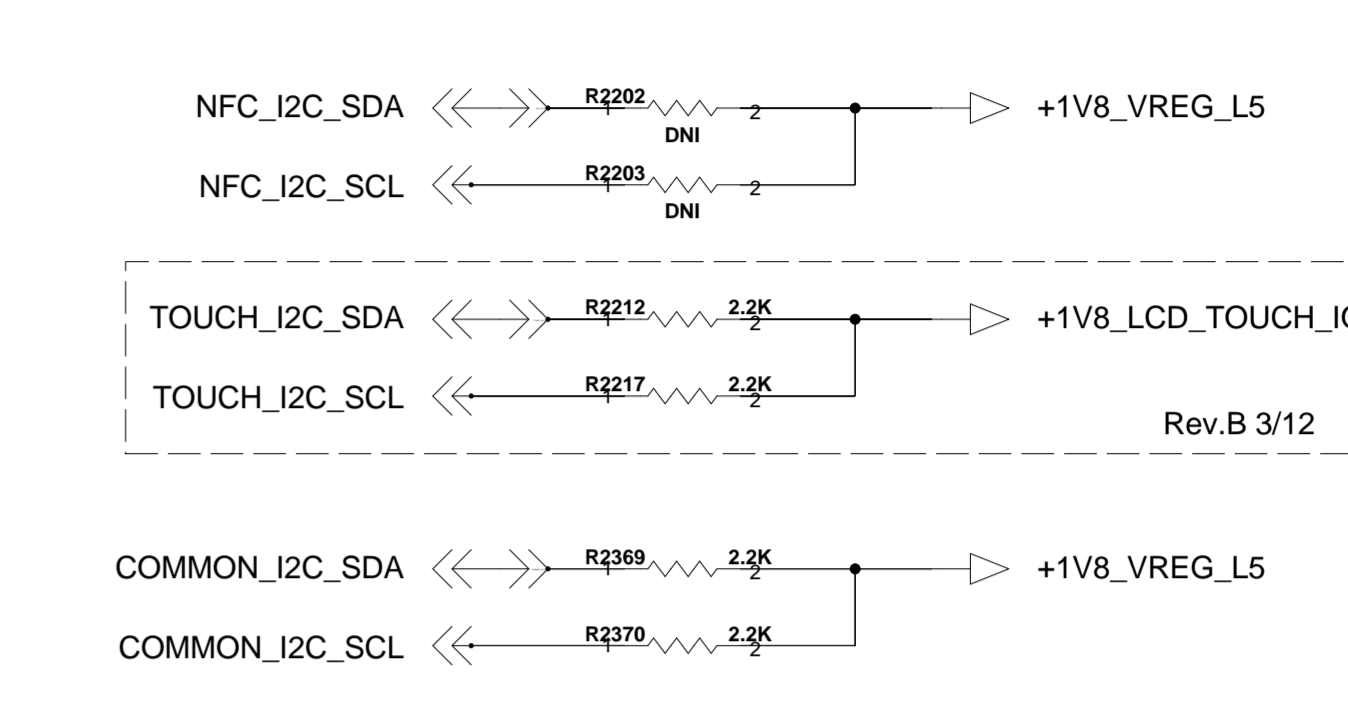 NFC_I2C_SDA R2202 1 2 +1V8_VREG_L5
DNI
NFC_I2C_SCL R2203 1 2
DNI
TOUCH_I2C_SDA R2212 1 2.2K 2 +1V8_LCD_TOUCH_I
TOUCH_I2C_SCL R2217 1 2.2K 2
Rev.B 3/12
COMMON_I2C_SDA R2369 1 2.2K 2 +1V8_VREG_L5
COMMON_I2C_SCL R2370 1 2.2K 2